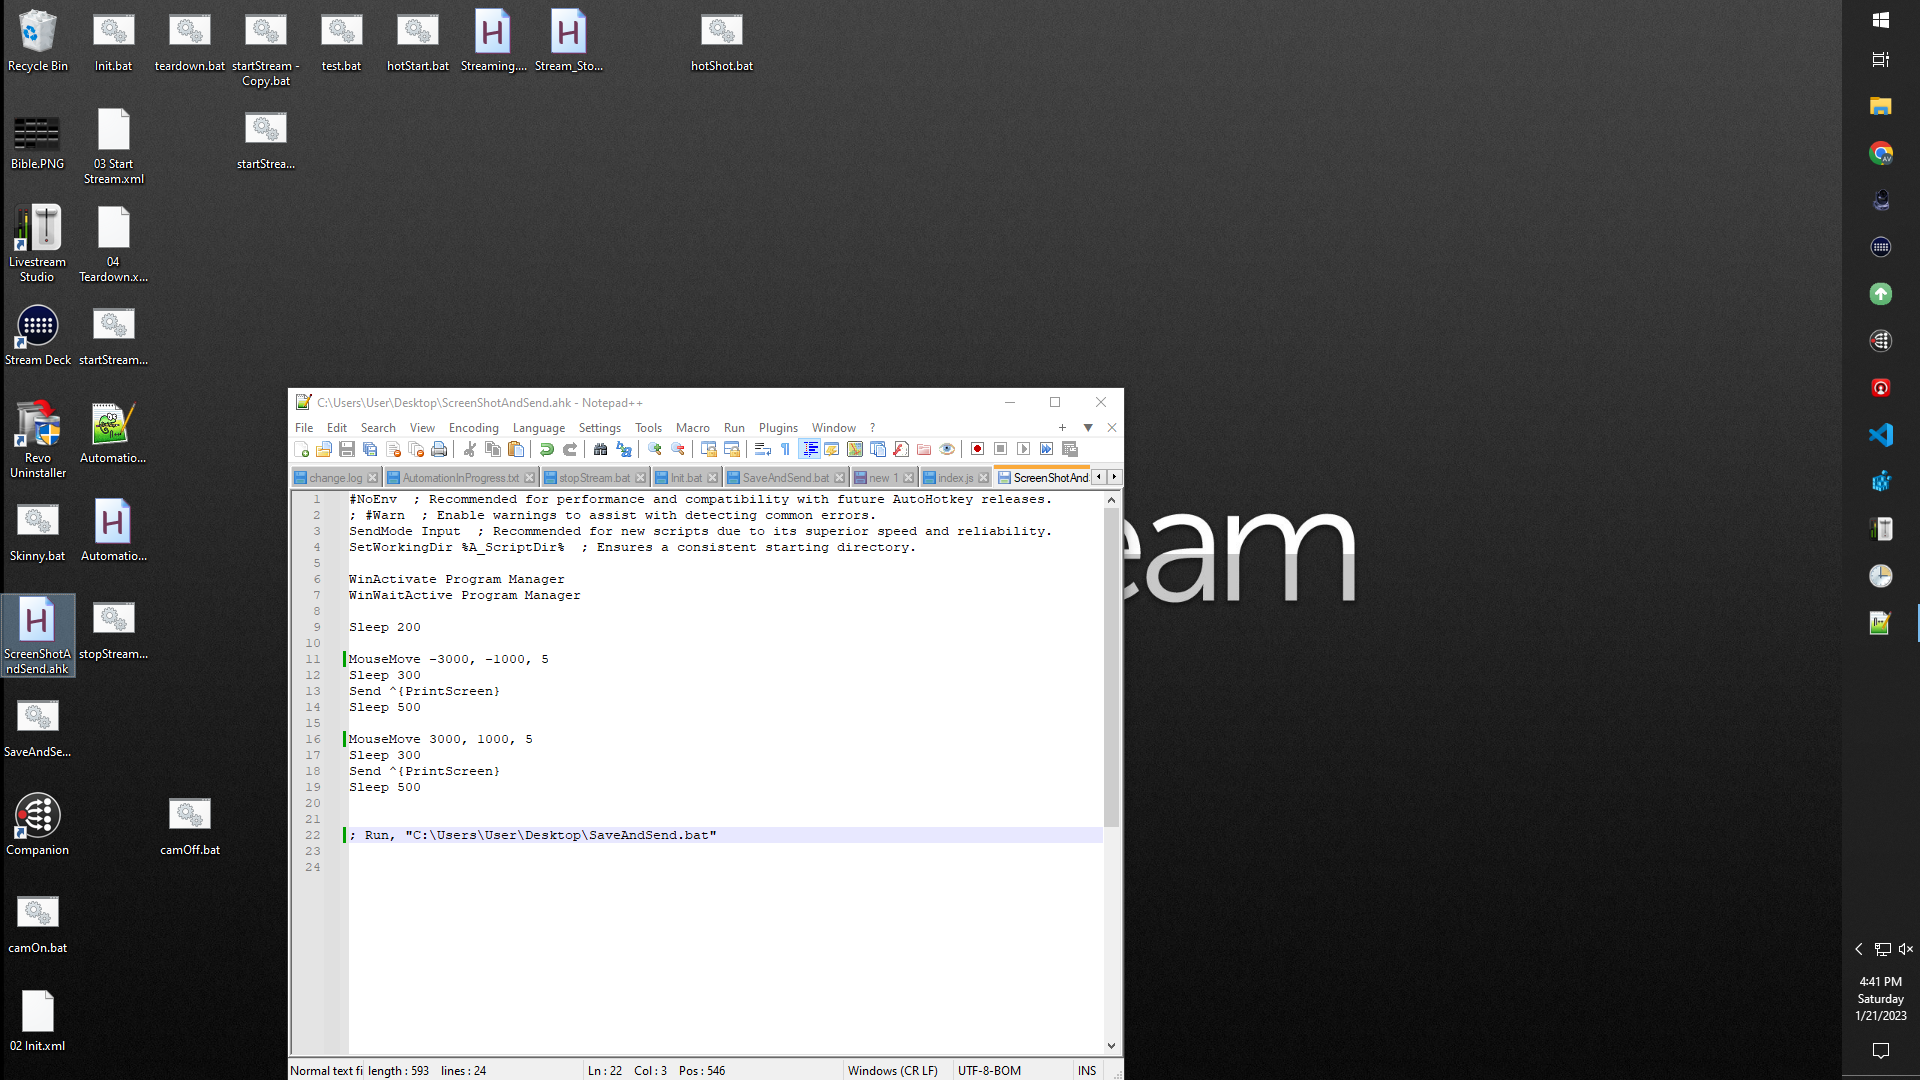 Recycle Bin
Init.bat
teardown.bat
startStream -
Copy.bat
test.bat
hotStart.bat
Streaming....
Stream_Sto...
hotShot.bat
Bible.PNG
03 Start
Stream.xml
startStrea...
Livestream
Studio
04
Teardown.x...
Stream Deck
startStream...
Revo
Uninstaller
Automatio...
Skinny.bat
Automatio...
ScreenShotA
ndSend.ahk
stopStream...
SaveAndSe...
Companion
camOff.bat
camOn.bat
02 Init.xml
C:\Users\User\Desktop\ScreenShotAndSend.ahk - Notepad++
File Edit Search View Encoding Language Settings Tools Macro Run Plugins Window ?
change.log AutomationInProgress.txt stopStream.bat Init.bat SaveAndSend.bat new 1 index.js ScreenShotAnd
1 #NoEnv  ; Recommended for performance and compatibility with future AutoHotkey releases.
2 ; #Warn  ; Enable warnings to assist with detecting common errors.
3 SendMode Input  ; Recommended for new scripts due to its superior speed and reliability.
4 SetWorkingDir %A_ScriptDir%  ; Ensures a consistent starting directory.
5
6 WinActivate Program Manager
7 WinWaitActive Program Manager
8
9 Sleep 200
10
11 MouseMove -3000, -1000, 5
12 Sleep 300
13 Send ^{PrintScreen}
14 Sleep 500
15
16 MouseMove 3000, 1000, 5
17 Sleep 300
18 Send ^{PrintScreen}
19 Sleep 500
20
21
22 ; Run, "C:\Users\User\Desktop\SaveAndSend.bat"
23
24
Normal text fi length : 593 lines : 24 Ln : 22 Col : 3 Pos : 546 Windows (CR LF) UTF-8-BOM INS
eam
AV
4:41 PM
Saturday
1/21/2023